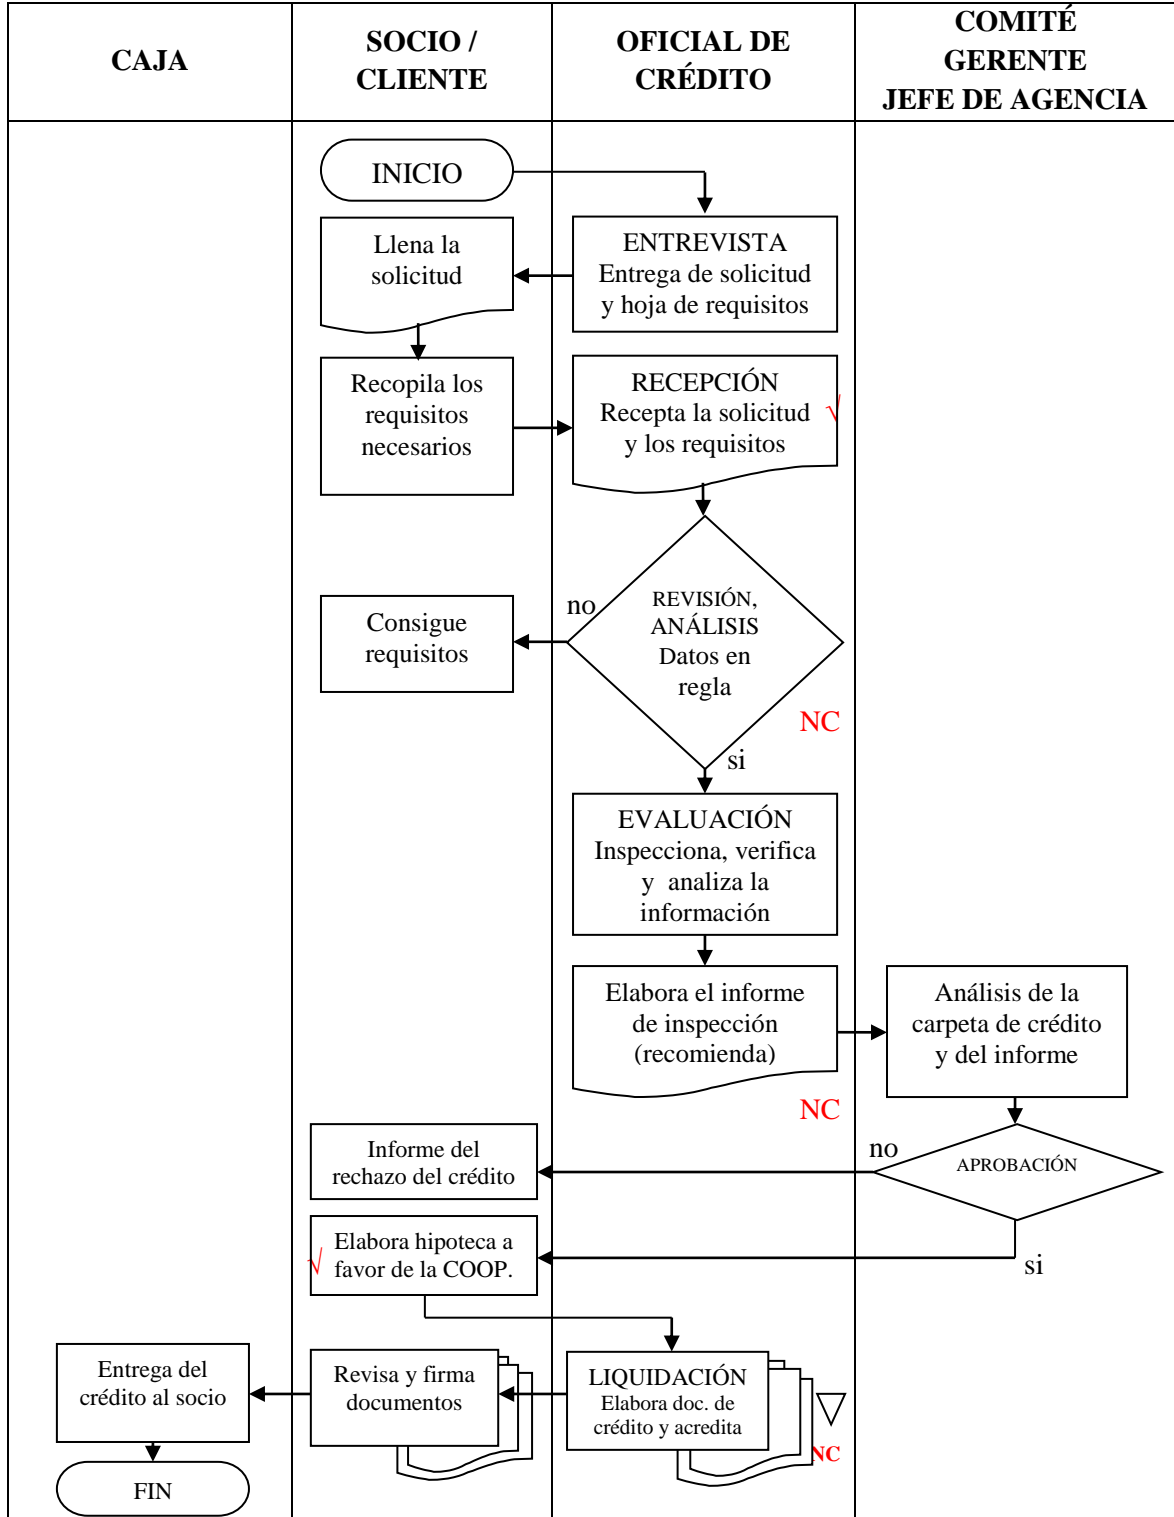 CAJA
SOCIO /
CLIENTE
OFICIAL DE
CRÉDITO
COMITÉ
GERENTE
JEFE DE AGENCIA
INICIO
Llena la
solicitud
ENTREVISTA
Entrega de solicitud
y hoja de requisitos
Recopila los
requisitos
necesarios
RECEPCIÓN
Recepta la solicitud
y los requisitos
√
no
Consigue
requisitos
REVISIÓN,
ANÁLISIS
Datos en
regla
NC
si
EVALUACIÓN
Inspecciona, verifica
y analiza la
información
Elabora el informe
de inspección
(recomienda)
NC
Análisis de la
carpeta de crédito
y del informe
Informe del
rechazo del crédito
no
APROBACIÓN
√
Elabora hipoteca a
favor de la COOP.
si
Entrega del
crédito al socio
Revisa y firma
documentos
LIQUIDACIÓN
Elabora doc. de
crédito y acredita
NC
FIN